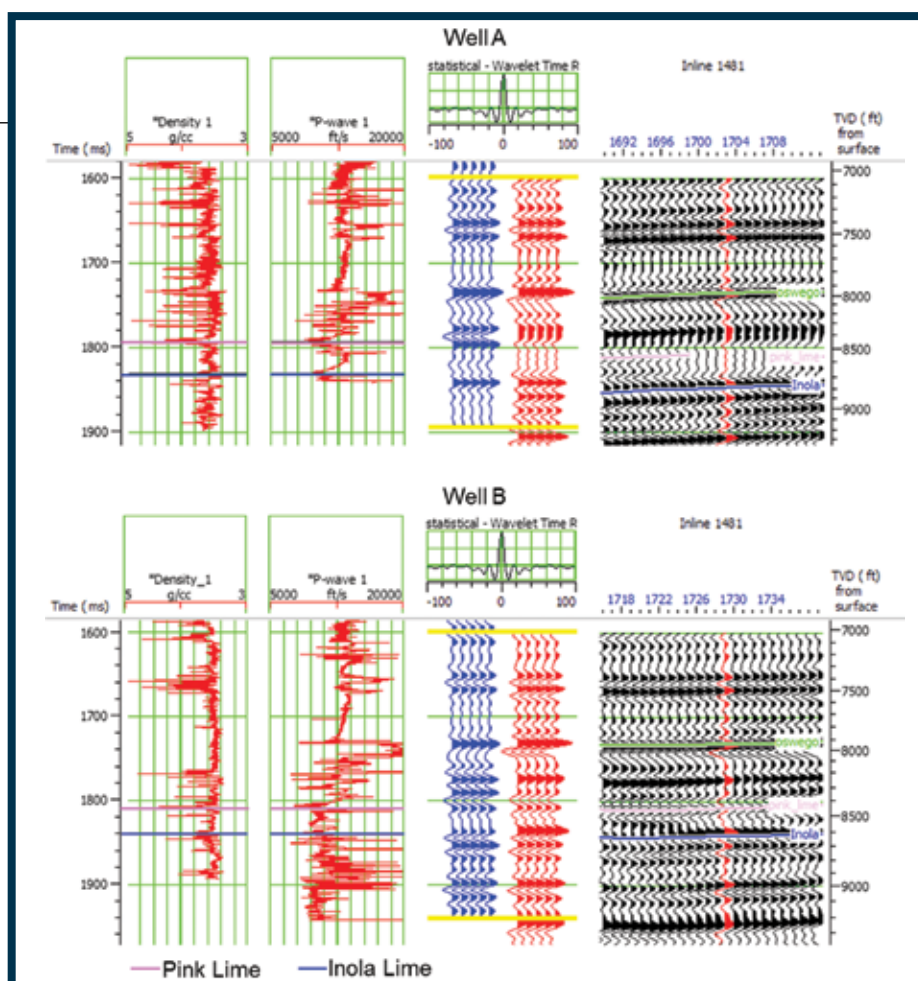 Well A
statistical - Wavelet Time R
Inline 1481
*Density 1
g/cc
5 3
*P-wave 1
ft/s
5000 20000
-100 0 100
Time (ms)
TVD (ft)
from
surface
1692 1696 1700 1704 1708
1600
1700
1800
1900
7000
7500
8000
8500
9000
oswego
pink_lime
Inola
Well B
statistical - Wavelet Time R
Inline 1481
*Density_1
g/cc
5 3
*P-wave 1
ft/s
5000 20000
-100 0 100
Time (ms)
TVD (ft)
from
surface
1718 1722 1726 1730 1734
1600
1700
1800
1900
7000
7500
8000
8500
9000
oswego
pink_lime
Inola
Pink Lime Inola Lime